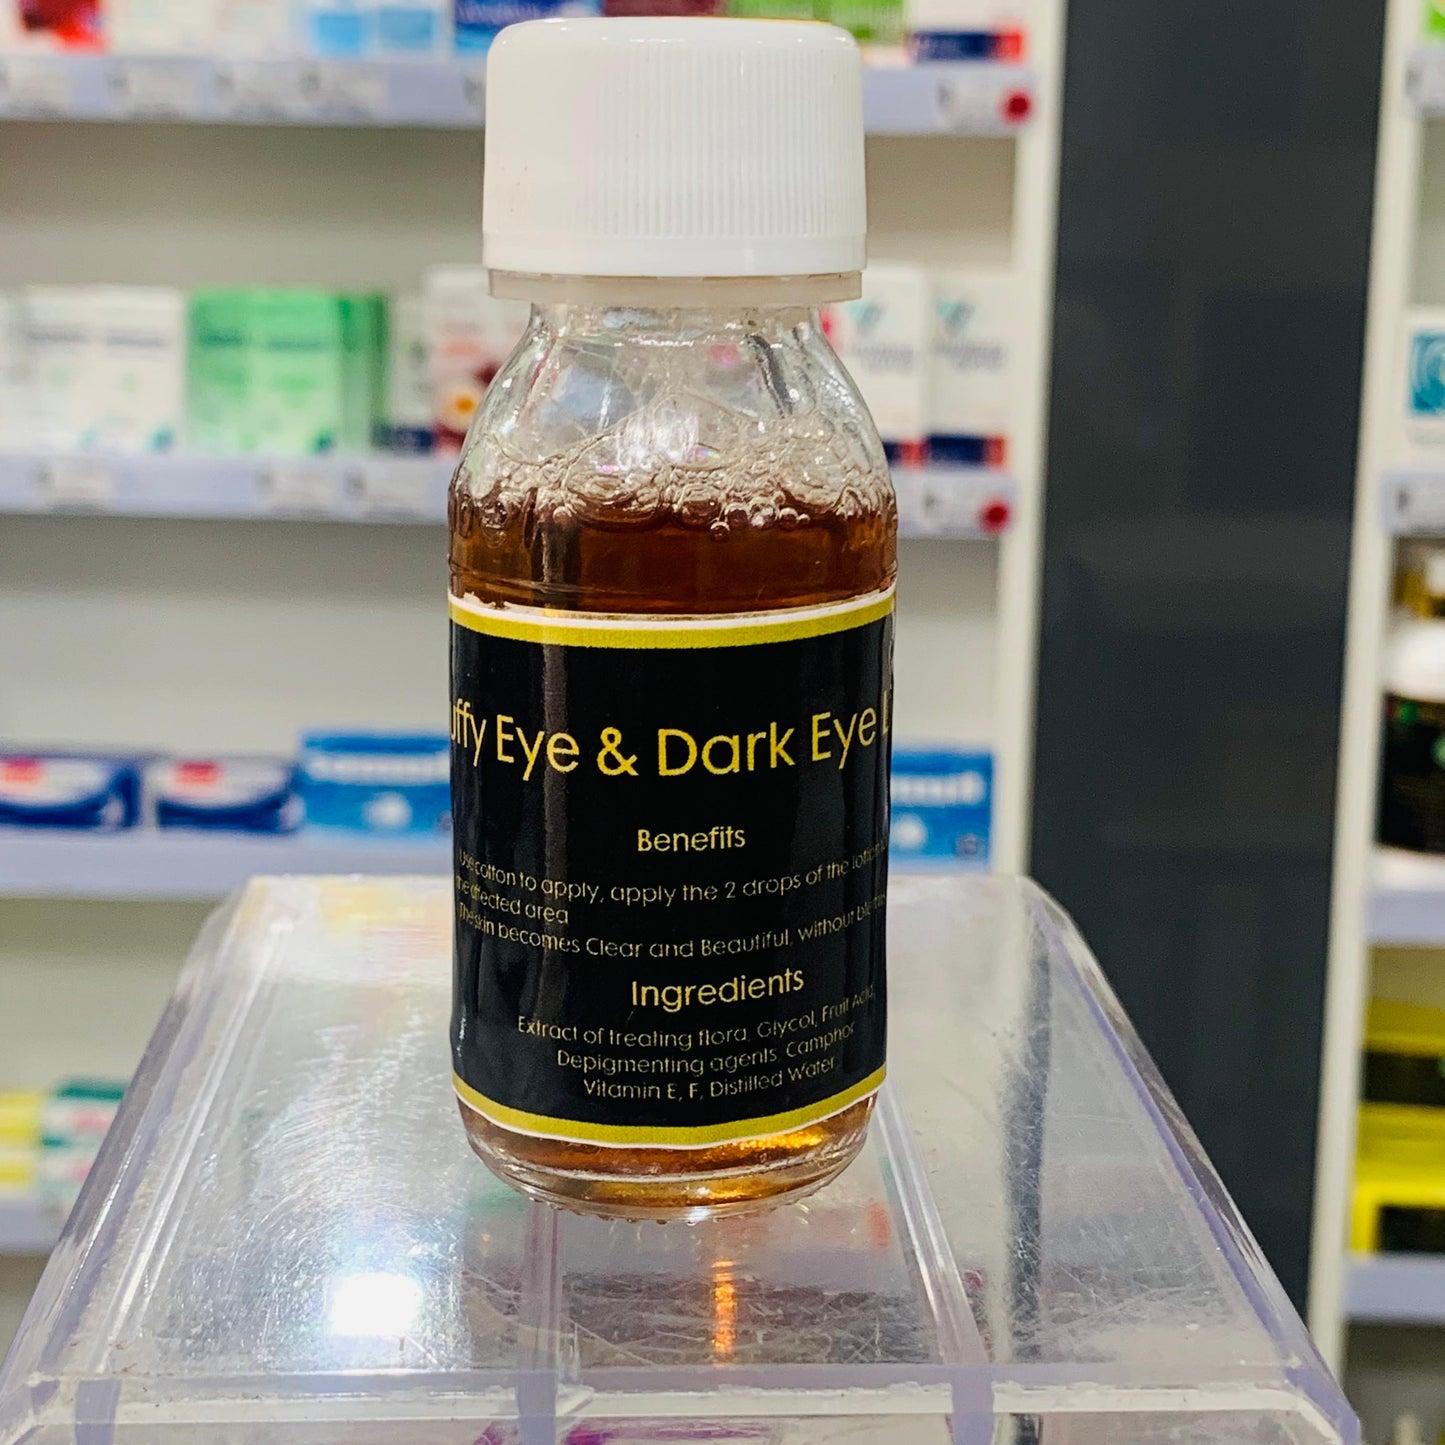 uffy Eye & Dark Eye L
Benefits
Use cotton to apply, apply the 2 drops of the lotion
the affected area
The skin becomes Clear and Beautiful, without blemis
Ingredients
Extract of treating flora, Glycol, Fruit Acid,
Depigmenting agents, Camphor
Vitamin E, F, Distilled Water